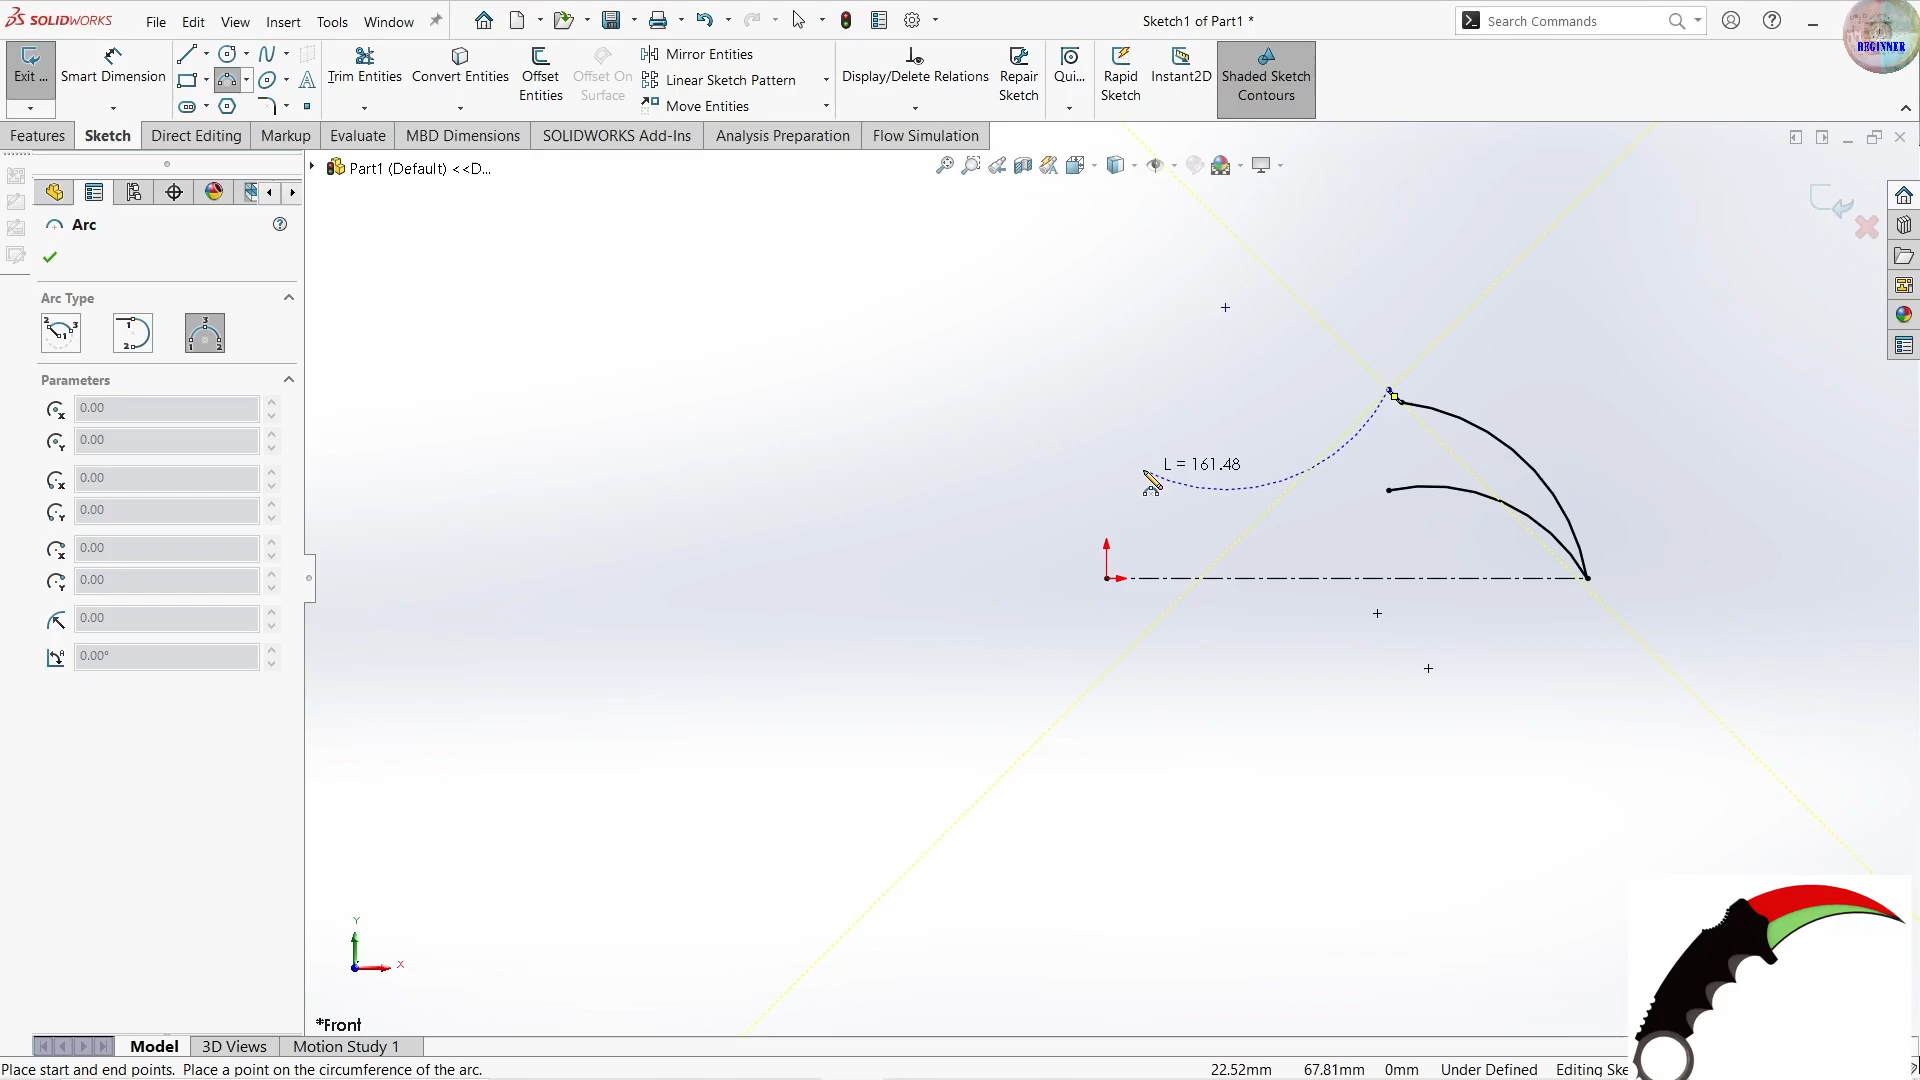 SOLIDWORKS File Edit View Insert Tools Window Sketch1 of Part1 * Search Commands
BEGINNER
Exit ... Smart Dimension Trim Entities Convert Entities Offset Entities Offset On Surface Mirror Entities Linear Sketch Pattern Move Entities Display/Delete Relations Repair Sketch Qui... Rapid Sketch Instant2D Shaded Sketch Contours
Features Sketch Direct Editing Markup Evaluate MBD Dimensions SOLIDWORKS Add-Ins Analysis Preparation Flow Simulation
Part1 (Default) <<D...
Arc
Arc Type
Parameters
0.00
0.00
0.00
0.00
0.00
0.00
0.00
0.00°
L = 161.48
Y
X
*Front
Model 3D Views Motion Study 1
Place start and end points. Place a point on the circumference of the arc. 22.52mm 67.81mm 0mm Under Defined Editing Ske